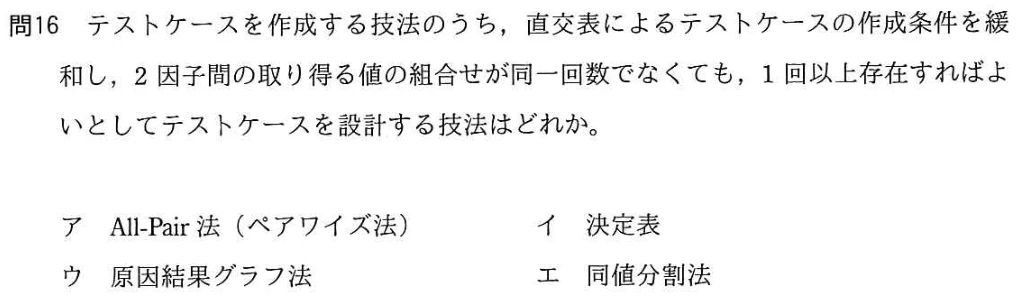 問16　テストケースを作成する技法のうち，直交表によるテストケースの作成条件を緩
和し，2 因子間の取り得る値の組合せが同一回数でなくても，1 回以上存在すればよ
いとしてテストケースを設計する技法はどれか。
ア　All-Pair 法（ペアワイズ法）　イ　決定表
ウ　原因結果グラフ法　エ　同値分割法